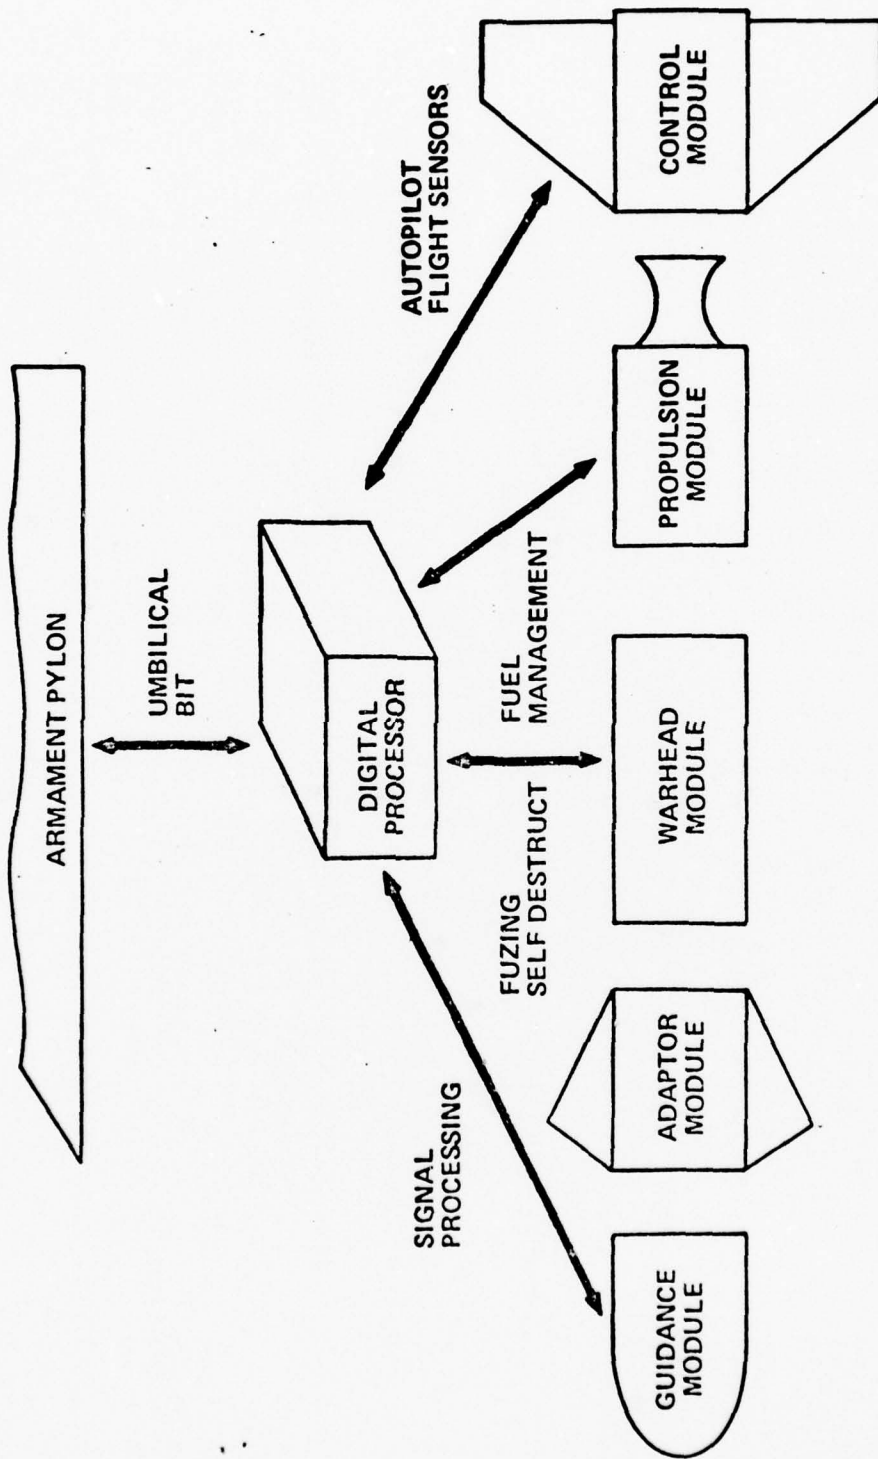 ARMAMENT PYLON
UMBILICAL
BIT
DIGITAL
PROCESSOR
SIGNAL
PROCESSING
FUZING
SELF DESTRUCT
FUEL
MANAGEMENT
AUTOPILOT
FLIGHT SENSORS
GUIDANCE
MODULE
ADAPTOR
MODULE
WARHEAD
MODULE
PROPULSION
MODULE
CONTROL
MODULE